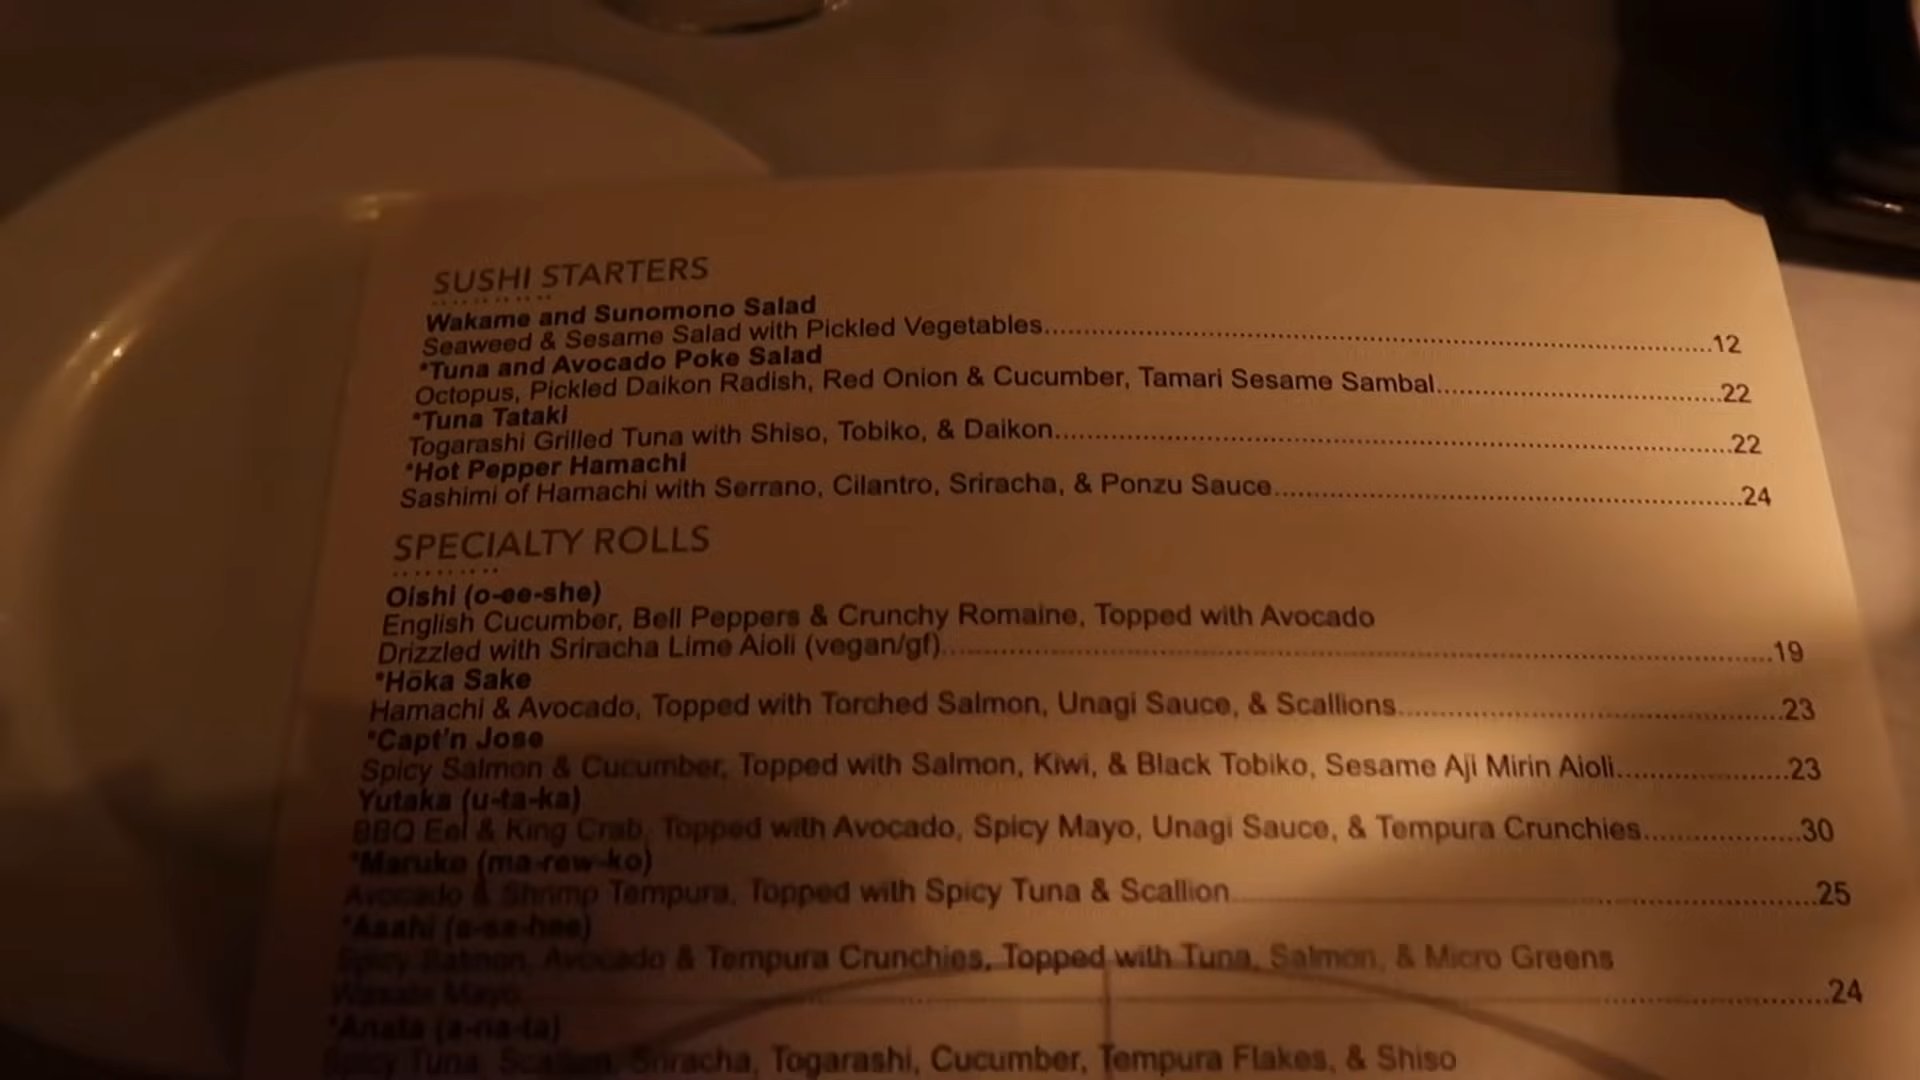 SUSHI STARTERS
Wakame and Sunomono Salad
Seaweed & Sesame Salad with Pickled Vegetables 12
*Tuna and Avocado Poke Salad
Octopus, Pickled Daikon Radish, Red Onion & Cucumber, Tamari Sesame Sambal 22
*Tuna Tataki
Togarashi Grilled Tuna with Shiso, Tobiko, & Daikon 22
*Hot Pepper Hamachi
Sashimi of Hamachi with Serrano, Cilantro, Sriracha, & Ponzu Sauce 24
SPECIALTY ROLLS
Oishi (o-ee-she)
English Cucumber, Bell Peppers & Crunchy Romaine, Topped with Avocado
Drizzled with Sriracha Lime Aioli (vegan/gf) 19
*Hōka Sake
Hamachi & Avocado, Topped with Torched Salmon, Unagi Sauce, & Scallions 23
*Capt'n Jose
Spicy Salmon & Cucumber, Topped with Salmon, Kiwi, & Black Tobiko, Sesame Aji Mirin Aioli 23
Yutaka (u-ta-ka)
BBQ Eel & King Crab, Topped with Avocado, Spicy Mayo, Unagi Sauce, & Tempura Crunchies 30
*Maruko (ma-rew-ko)
Avocado & Shrimp Tempura, Topped with Spicy Tuna & Scallion 25
*Asahi (a-sa-hee)
Spicy Salmon, Avocado & Tempura Crunchies, Topped with Tuna, Salmon, & Micro Greens
Wasabi Mayo 24
*Anata (a-na-ta)
Spicy Tuna, Scallion, Sriracha, Togarashi, Cucumber, Tempura Flakes, & Shiso